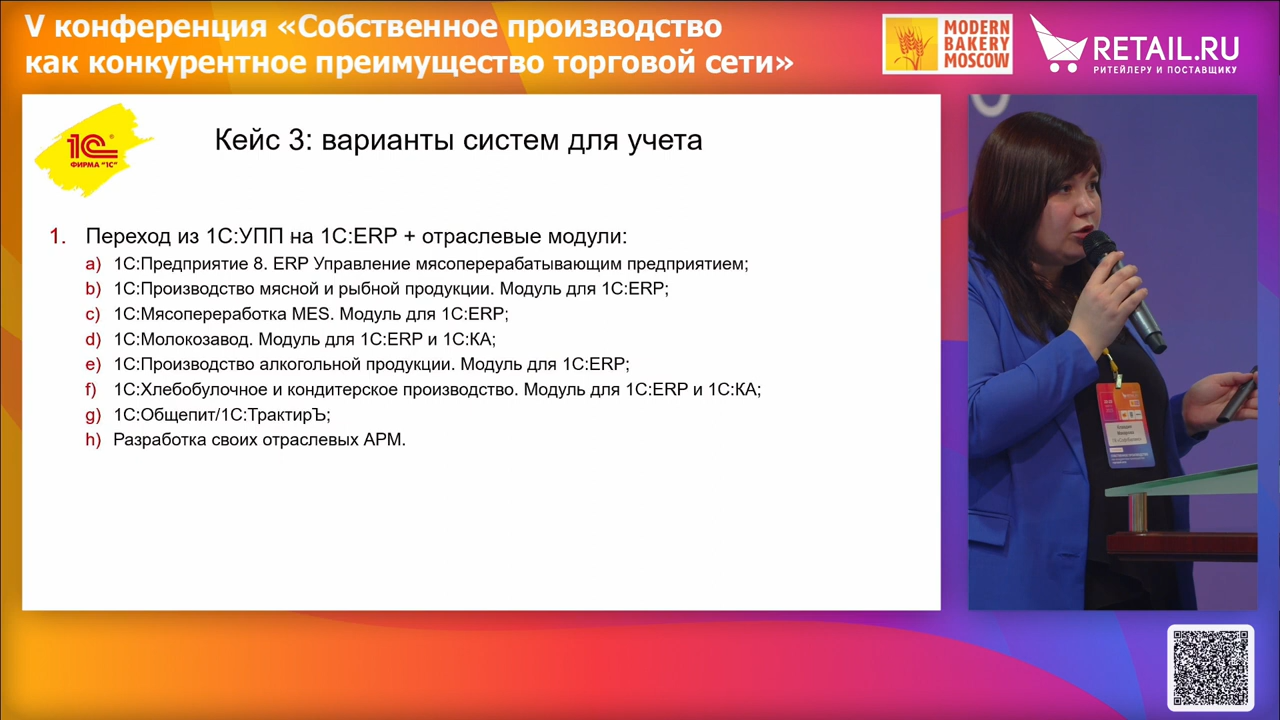 V конференция «Собственное производство
как конкурентное преимущество торговой сети»
MODERN
BAKERY
MOSCOW
RETAIL.RU
РИТЕЙЛЕРУ И ПОСТАВЩИКУ
1С
ФИРМА "1С"
Кейс 3: варианты систем для учета
1. Переход из 1С:УПП на 1С:ERP + отраслевые модули:
a) 1С:Предприятие 8. ERP Управление мясоперерабатывающим предприятием;
b) 1С:Производство мясной и рыбной продукции. Модуль для 1С:ERP;
c) 1С:Мясопереработка MES. Модуль для 1С:ERP;
d) 1С:Молокозавод. Модуль для 1С:ERP и 1С:КА;
e) 1С:Производство алкогольной продукции. Модуль для 1С:ERP;
f) 1С:Хлебобулочное и кондитерское производство. Модуль для 1С:ERP и 1С:КА;
g) 1С:Общепит/1С:ТрактирЪ;
h) Разработка своих отраслевых АРМ.